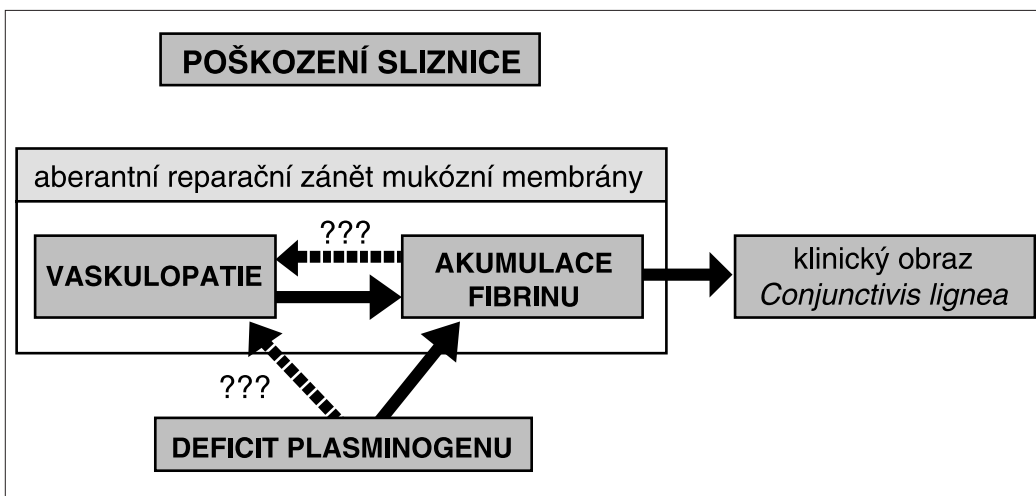 POŠKOZENÍ SLIZNICE
aberantní reparační zánět mukózní membrány
???
VASKULOPATIE
AKUMULACE
FIBRINU
klinický obraz
Conjunctivis lignea
???
DEFICIT PLASMINOGENU